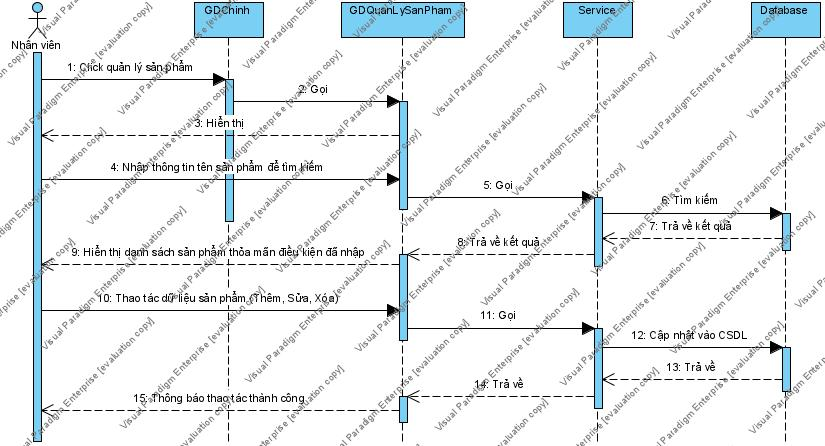 GDChinh
GDQuanLySanPham
Service
Database
Nhân viên
1: Click quản lý sản phẩm
2: Gọi
3: Hiển thị
4: Nhập thông tin tên sản phẩm để tìm kiếm
5: Gọi
6: Tìm kiếm
7: Trả về kết quả
8: Trả về kết quả
9: Hiển thị danh sách sản phẩm thỏa mãn điều kiện đã nhập
10: Thao tác dữ liệu sản phẩm (Thêm, Sửa, Xóa)
11: Gọi
12: Cập nhật vào CSDL
13: Trả về
14: Trả về
15: Thông báo thao tác thành công
Visual Paradigm Enterprise [evaluation copy]